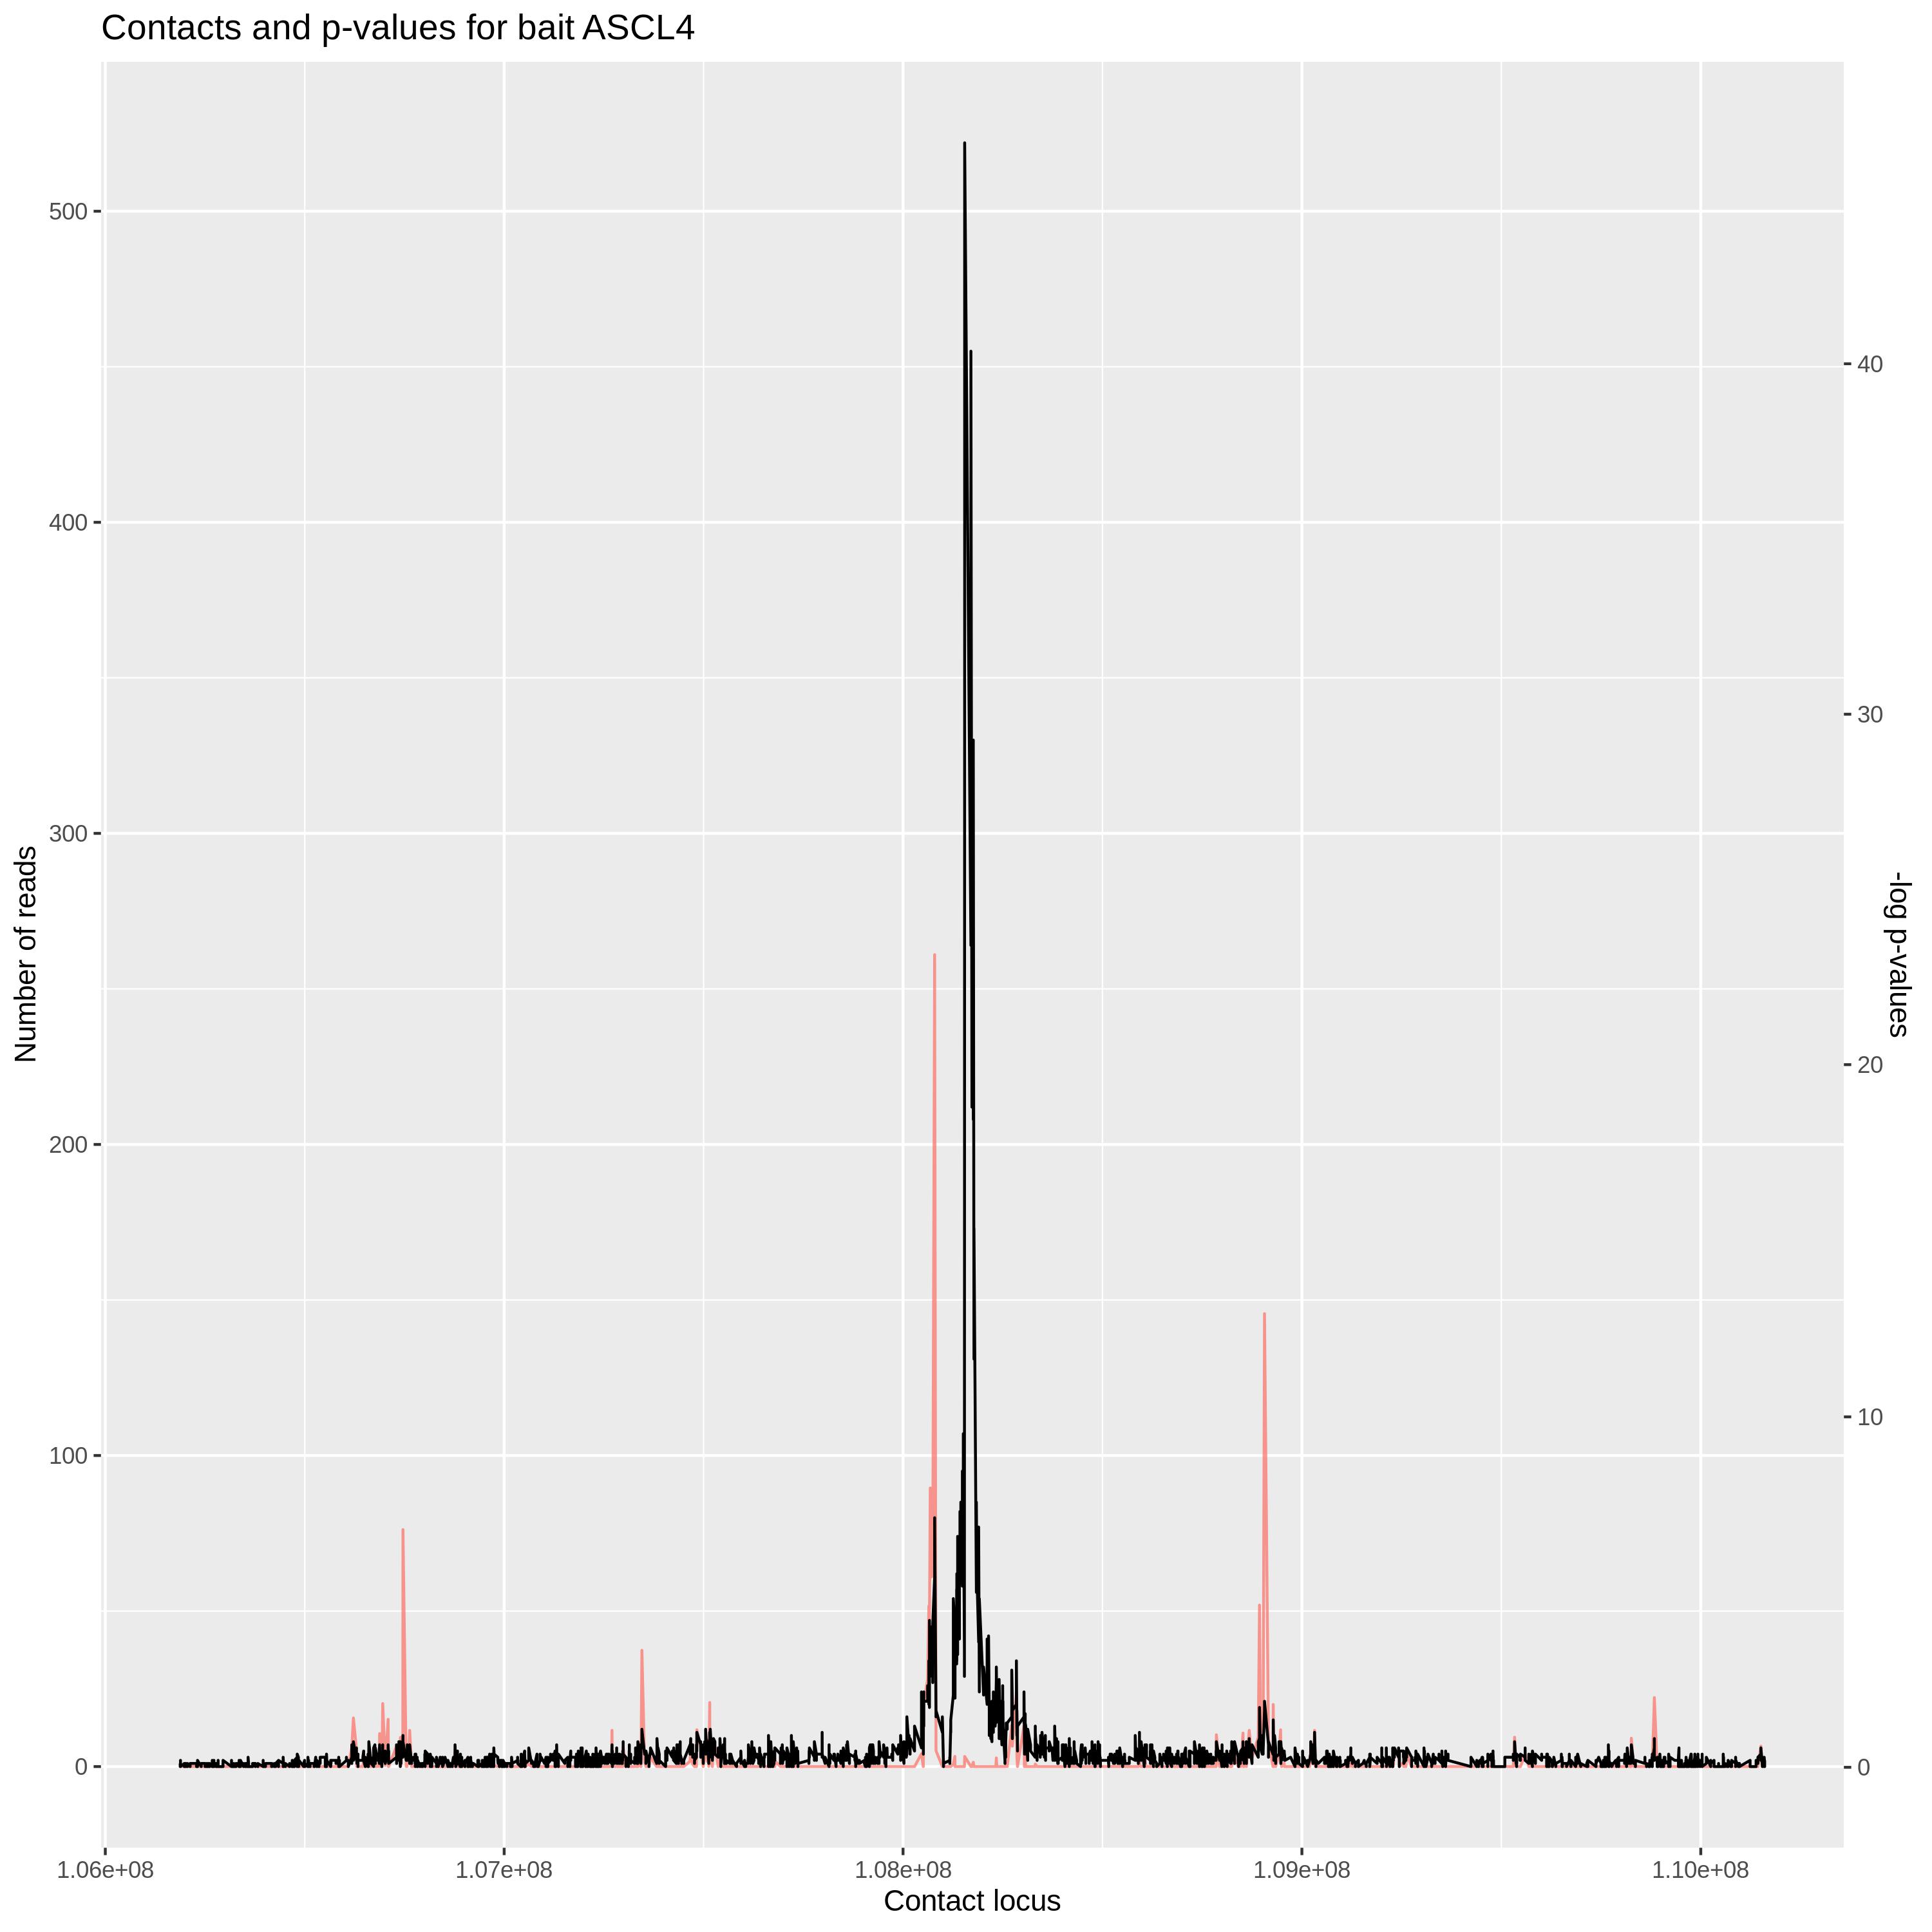 Contacts and p-values for bait ASCL4
500
400
300
200
100
0
Number of reads
40
30
20
10
0
-log p-values
1.06e+08 1.07e+08 1.08e+08 1.09e+08 1.10e+08
Contact locus